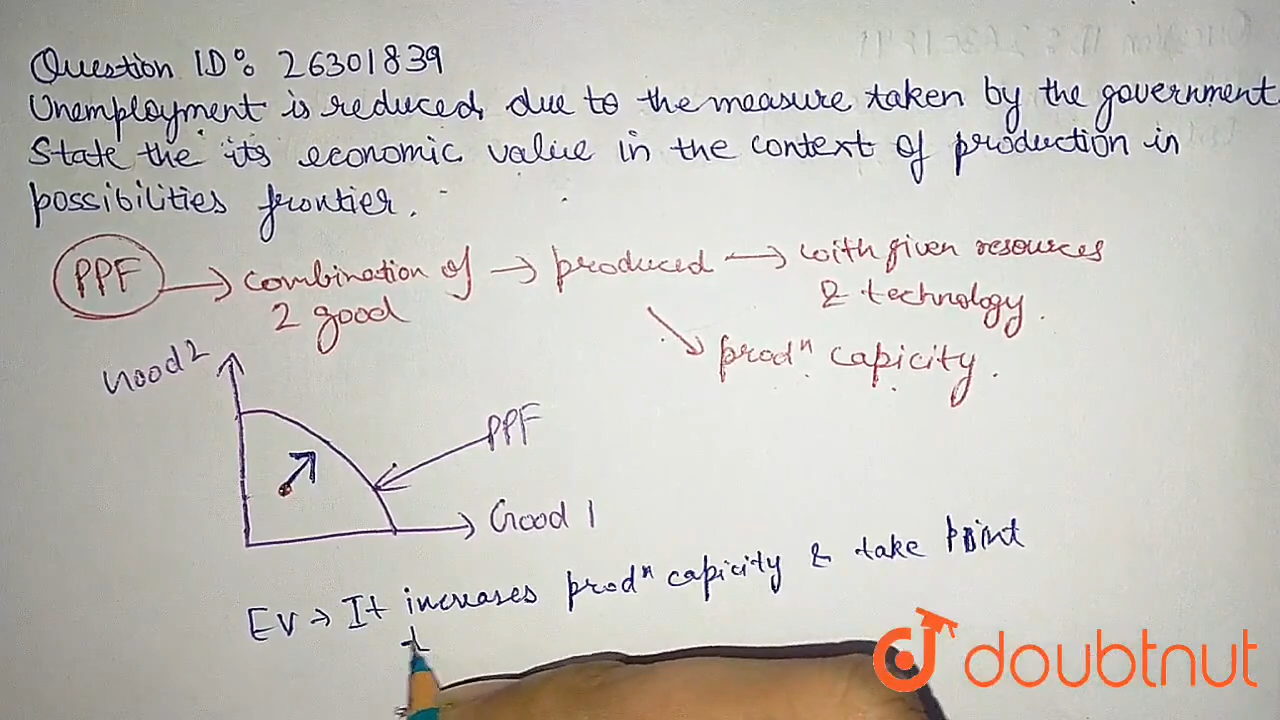 Question ID: 26301839
Unemployment is reduced, due to the measure taken by the government.
State the its economic value in the context of production in
possibilities frontier.
PPF → combination of → produced → with given resources
2 good & technology.
↘ prodⁿ capicity.
Good 2
PPF
Good 1
EV → It increases prodⁿ capicity & take point
t
doubtnut